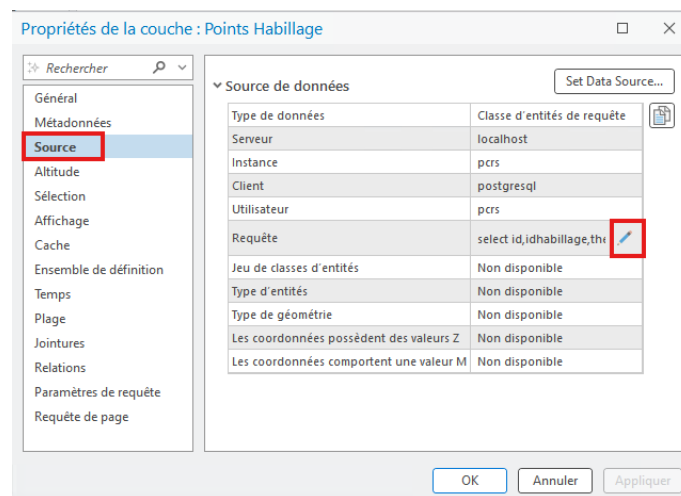 Propriétés de la couche : Points Habillage
Rechercher
Général
Métadonnées
Source
Altitude
Sélection
Affichage
Cache
Ensemble de définition
Temps
Plage
Jointures
Relations
Paramètres de requête
Requête de page
Source de données
Set Data Source...
Type de données Classe d'entités de requête
Serveur localhost
Instance pcrs
Client postgresql
Utilisateur pcrs
Requête select id,idhabillage,the
Jeu de classes d'entités Non disponible
Type d'entités Non disponible
Type de géométrie Non disponible
Les coordonnées possèdent des valeurs Z Non disponible
Les coordonnées comportent une valeur M Non disponible
OK Annuler Appliquer